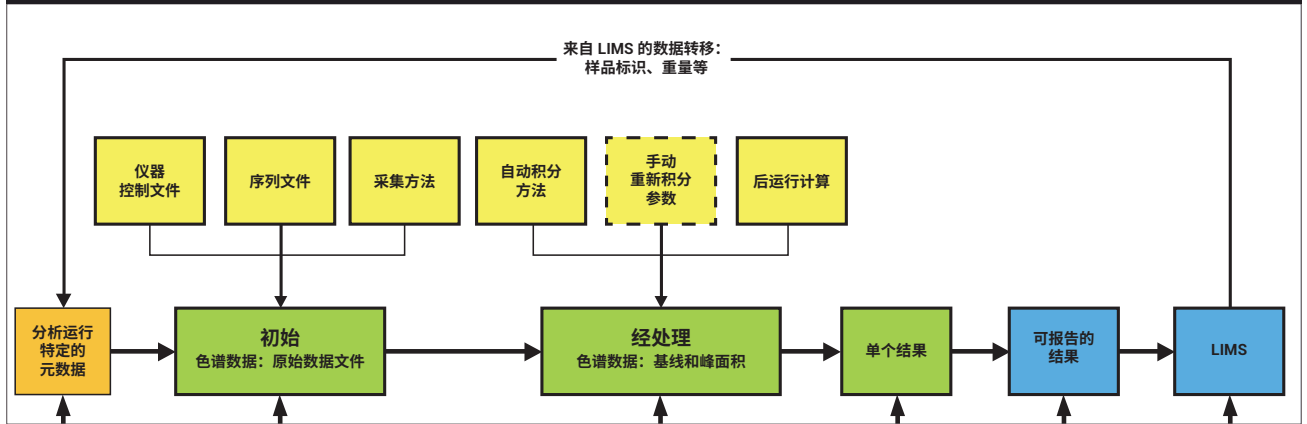 来自 LIMS 的数据转移：
样品标识、重量等
仪器
控制文件
序列文件
采集方法
自动积分
方法
手动
重新积分
参数
后运行计算
分析运行
特定的
元数据
初始
色谱数据：原始数据文件
经处理
色谱数据：基线和峰面积
单个结果
可报告的
结果
LIMS